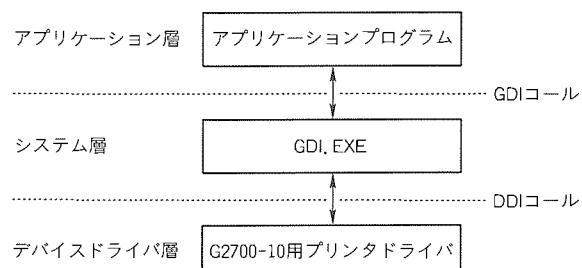 アプリケーション層 アプリケーションプログラム
GDIコール
システム層 GDI.EXE
DDIコール
デバイスドライバ層 G2700-10用プリンタドライバ